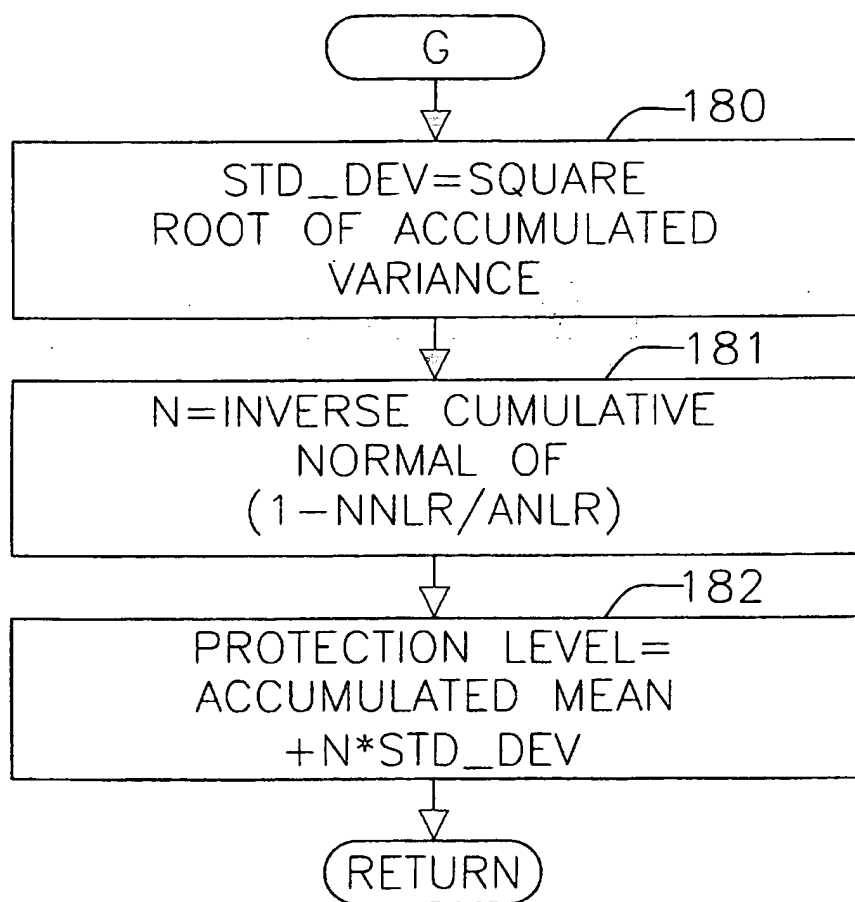 G
180
STD_DEV=SQUARE
ROOT OF ACCUMULATED
VARIANCE
181
N=INVERSE CUMULATIVE
NORMAL OF
(1-NNLR/ANLR)
182
PROTECTION LEVEL=
ACCUMULATED MEAN
+N*STD_DEV
RETURN